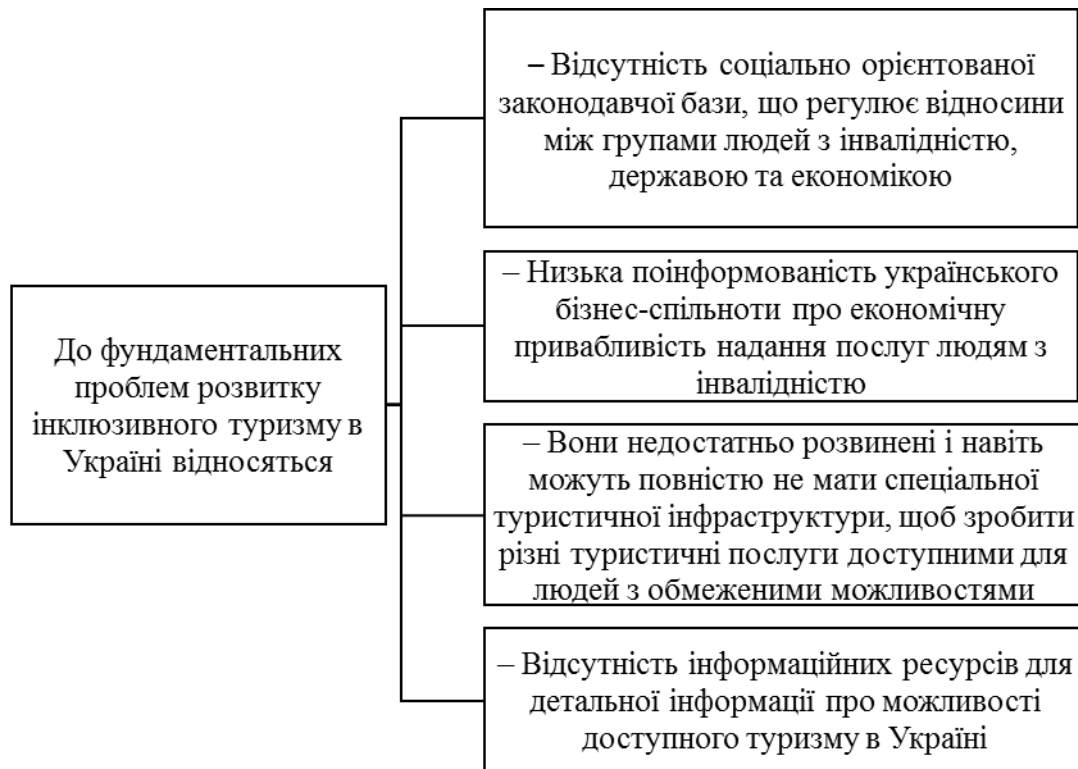 До фундаментальних
проблем розвитку
інклюзивного туризму в
Україні відносяться
– Відсутність соціально орієнтованої
законодавчої бази, що регулює відносини
між групами людей з інвалідністю,
державою та економікою
– Низька поінформованість українського
бізнес-спільноти про економічну
привабливість надання послуг людям з
інвалідністю
– Вони недостатньо розвинені і навіть
можуть повністю не мати спеціальної
туристичної інфраструктури, щоб зробити
різні туристичні послуги доступними для
людей з обмеженими можливостями
– Відсутність інформаційних ресурсів для
детальної інформації про можливості
доступного туризму в Україні